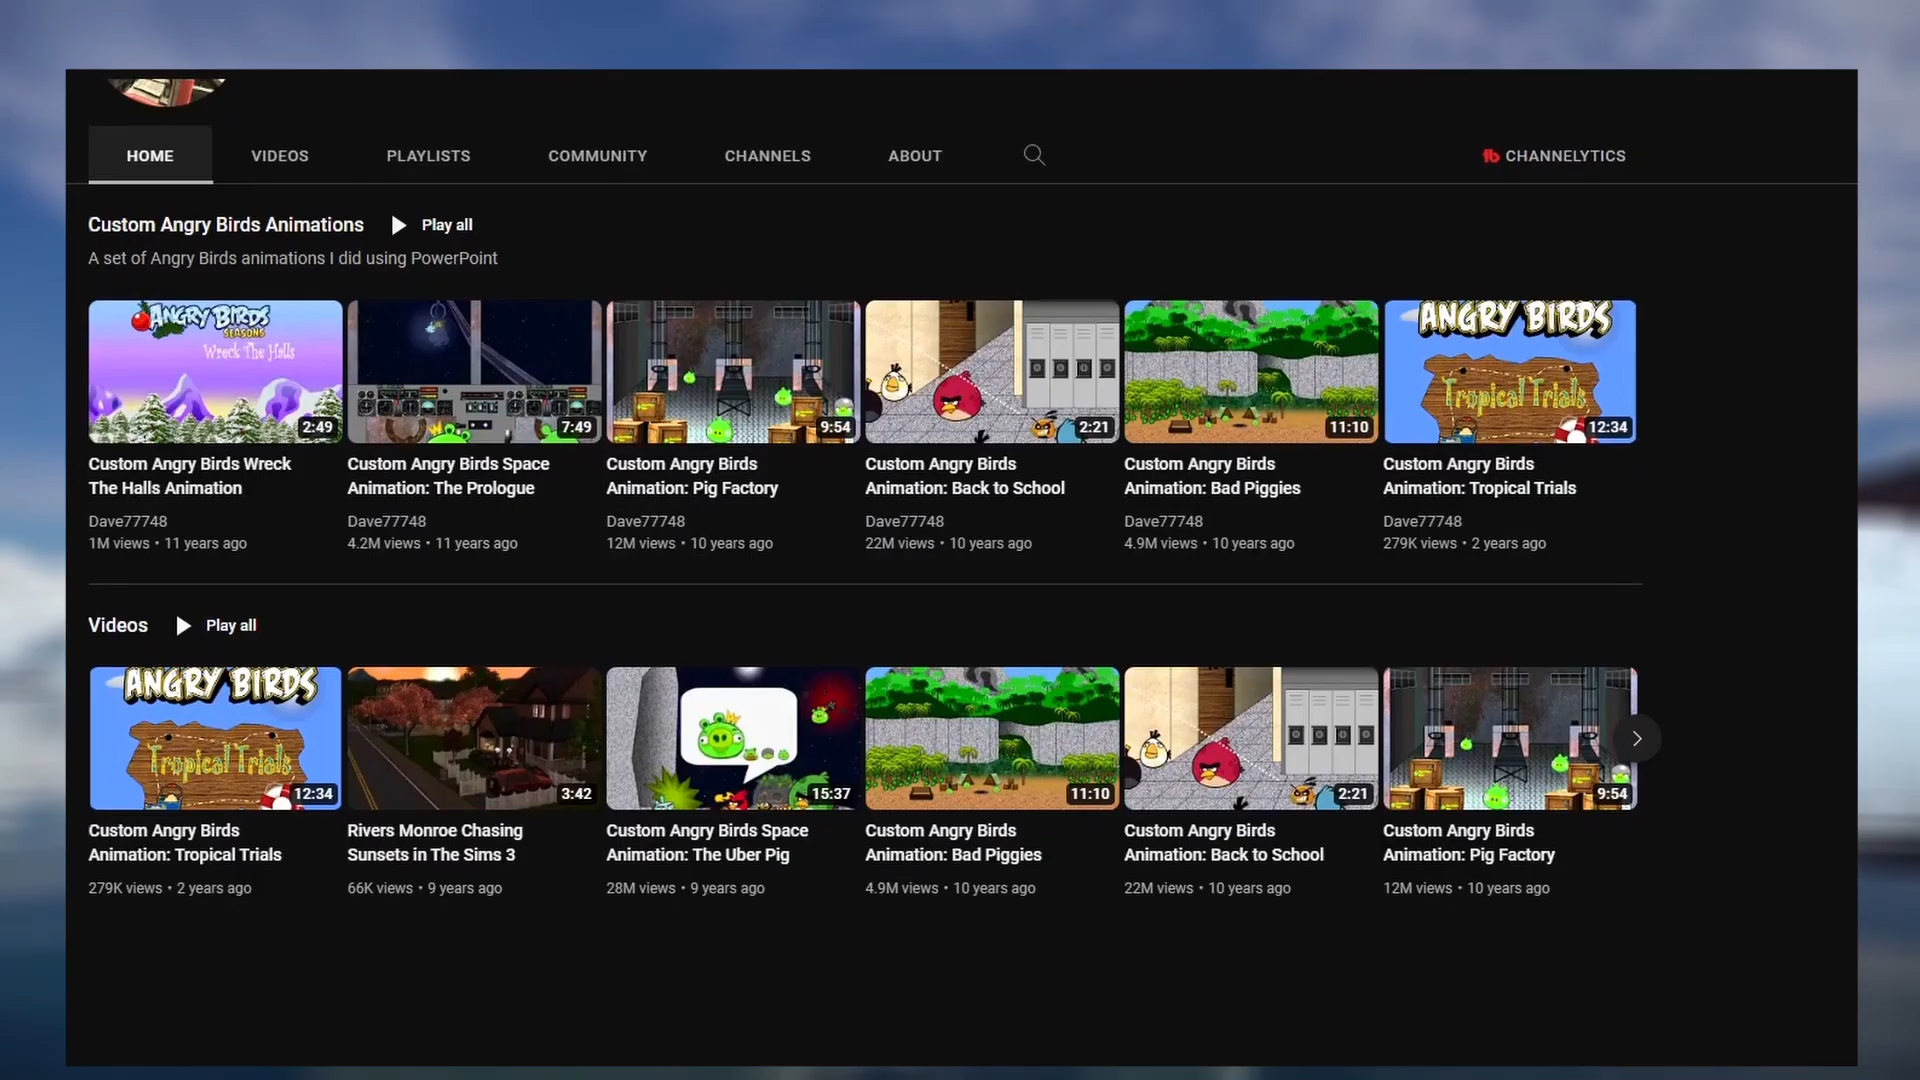 HOME
VIDEOS
PLAYLISTS
COMMUNITY
CHANNELS
ABOUT
CHANNELYTICS
Custom Angry Birds Animations
Play all
A set of Angry Birds animations I did using PowerPoint
ANGRY BIRDS
SEASONS
Wreck The Halls
2:49
7:49
9:54
2:21
11:10
ANGRY BIRDS
Tropical Trials
12:34
Custom Angry Birds Wreck
The Halls Animation
Dave77748
1M views • 11 years ago
Custom Angry Birds Space
Animation: The Prologue
Dave77748
4.2M views • 11 years ago
Custom Angry Birds
Animation: Pig Factory
Dave77748
12M views • 10 years ago
Custom Angry Birds
Animation: Back to School
Dave77748
22M views • 10 years ago
Custom Angry Birds
Animation: Bad Piggies
Dave77748
4.9M views • 10 years ago
Custom Angry Birds
Animation: Tropical Trials
Dave77748
279K views • 2 years ago
Videos
Play all
ANGRY BIRDS
Tropical Trials
12:34
3:42
15:37
11:10
2:21
9:54
Custom Angry Birds
Animation: Tropical Trials
279K views • 2 years ago
Rivers Monroe Chasing
Sunsets in The Sims 3
66K views • 9 years ago
Custom Angry Birds Space
Animation: The Uber Pig
28M views • 9 years ago
Custom Angry Birds
Animation: Bad Piggies
4.9M views • 10 years ago
Custom Angry Birds
Animation: Back to School
22M views • 10 years ago
Custom Angry Birds
Animation: Pig Factory
12M views • 10 years ago